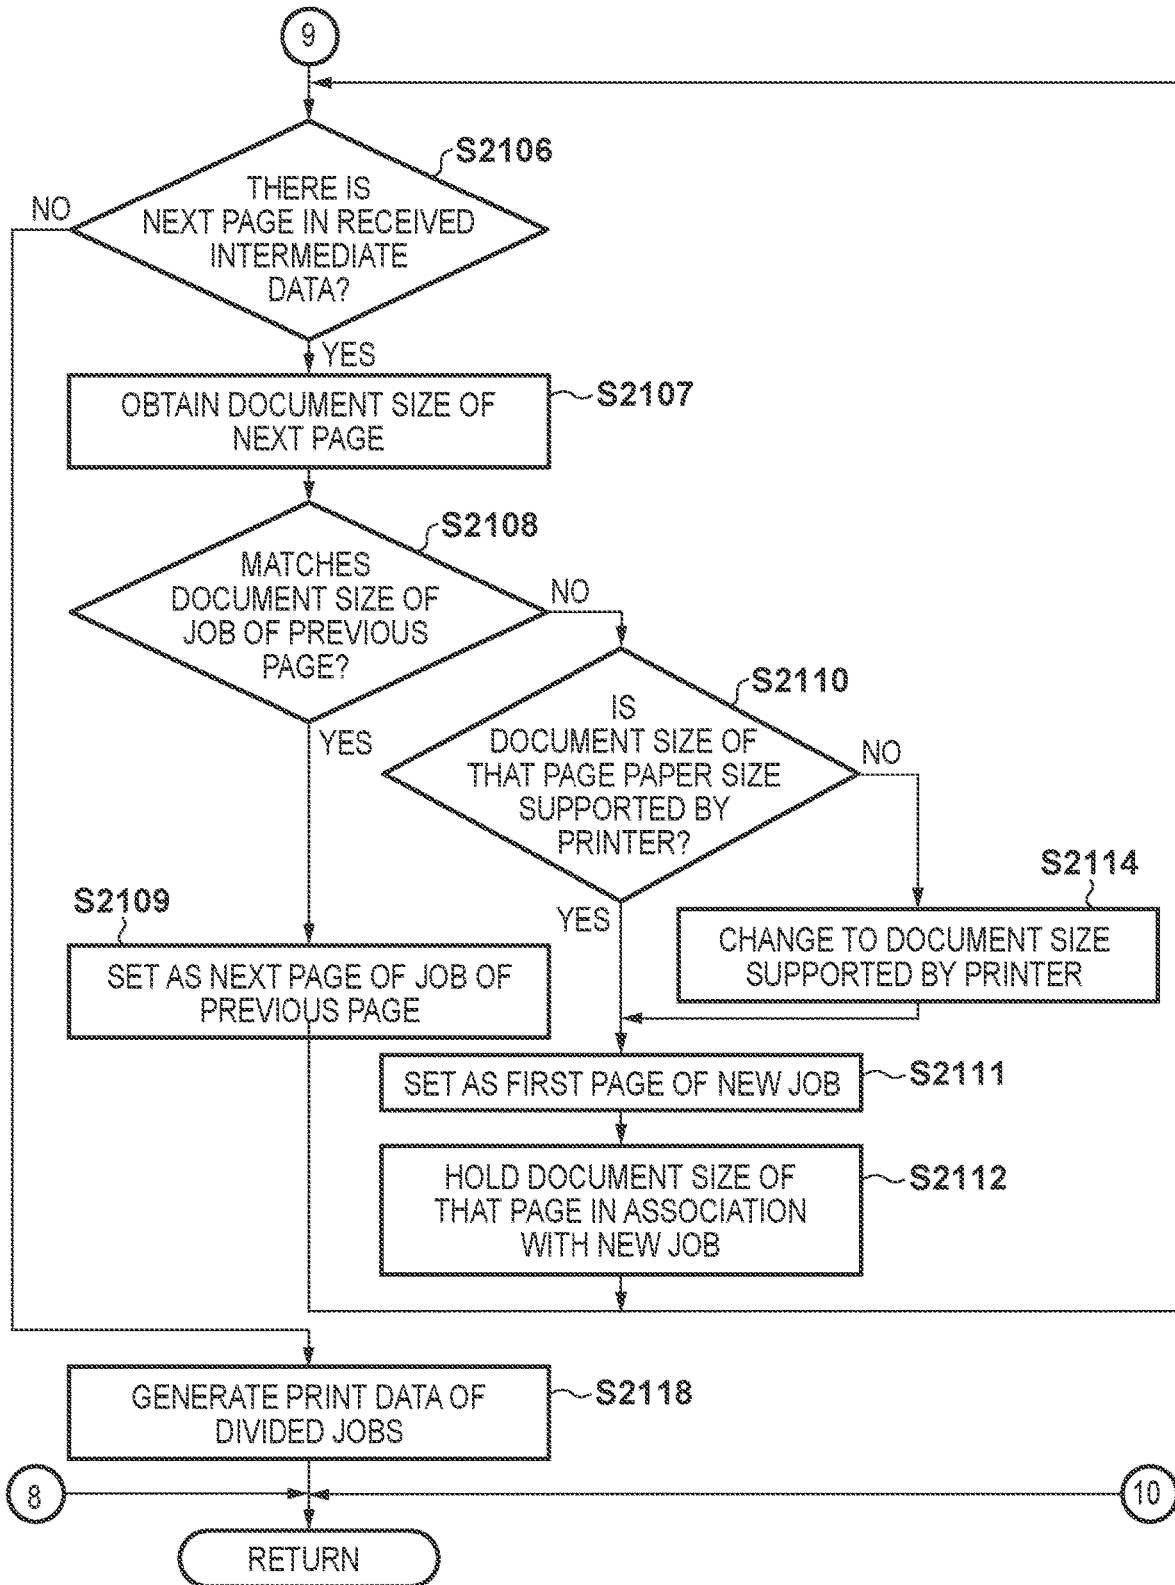 9
S2106
THERE IS
NEXT PAGE IN RECEIVED
INTERMEDIATE
DATA?
NO
YES
OBTAIN DOCUMENT SIZE OF
NEXT PAGE
S2107
MATCHES
DOCUMENT SIZE OF
JOB OF PREVIOUS
PAGE?
S2108
NO
YES
IS
DOCUMENT SIZE OF
THAT PAGE PAPER SIZE
SUPPORTED BY
PRINTER?
S2110
NO
YES
S2109
SET AS NEXT PAGE OF JOB OF
PREVIOUS PAGE
S2114
CHANGE TO DOCUMENT SIZE
SUPPORTED BY PRINTER
SET AS FIRST PAGE OF NEW JOB
S2111
HOLD DOCUMENT SIZE OF
THAT PAGE IN ASSOCIATION
WITH NEW JOB
S2112
GENERATE PRINT DATA OF
DIVIDED JOBS
S2118
8
10
RETURN